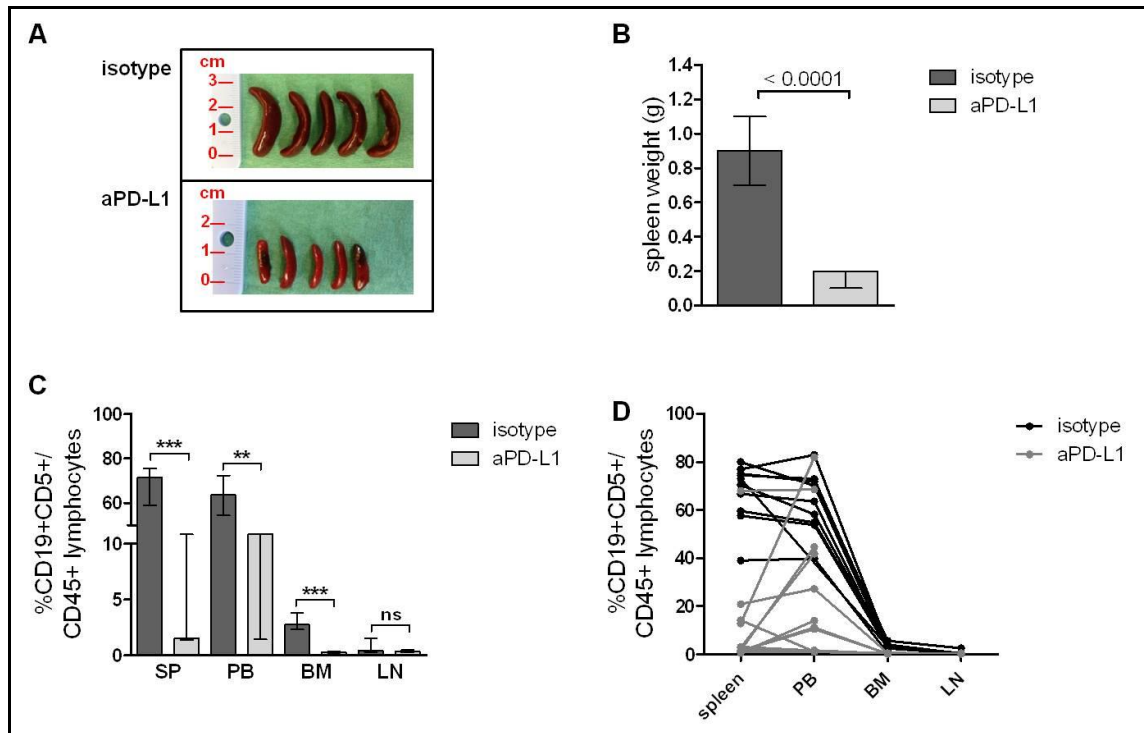 A
isotype
cm
3
2
1
0
aPD-L1
cm
2
1
0
B
spleen weight (g)
1.4
1.2
1.0
0.8
0.6
0.4
0.2
0.0
< 0.0001
isotype
aPD-L1
C
%CD19+CD5+/
CD45+ lymphocytes
100
80
60
10
5
0
***
**
***
ns
SP PB BM LN
isotype
aPD-L1
D
%CD19+CD5+/
CD45+ lymphocytes
100
80
60
40
20
0
spleen PB BM LN
isotype
aPD-L1